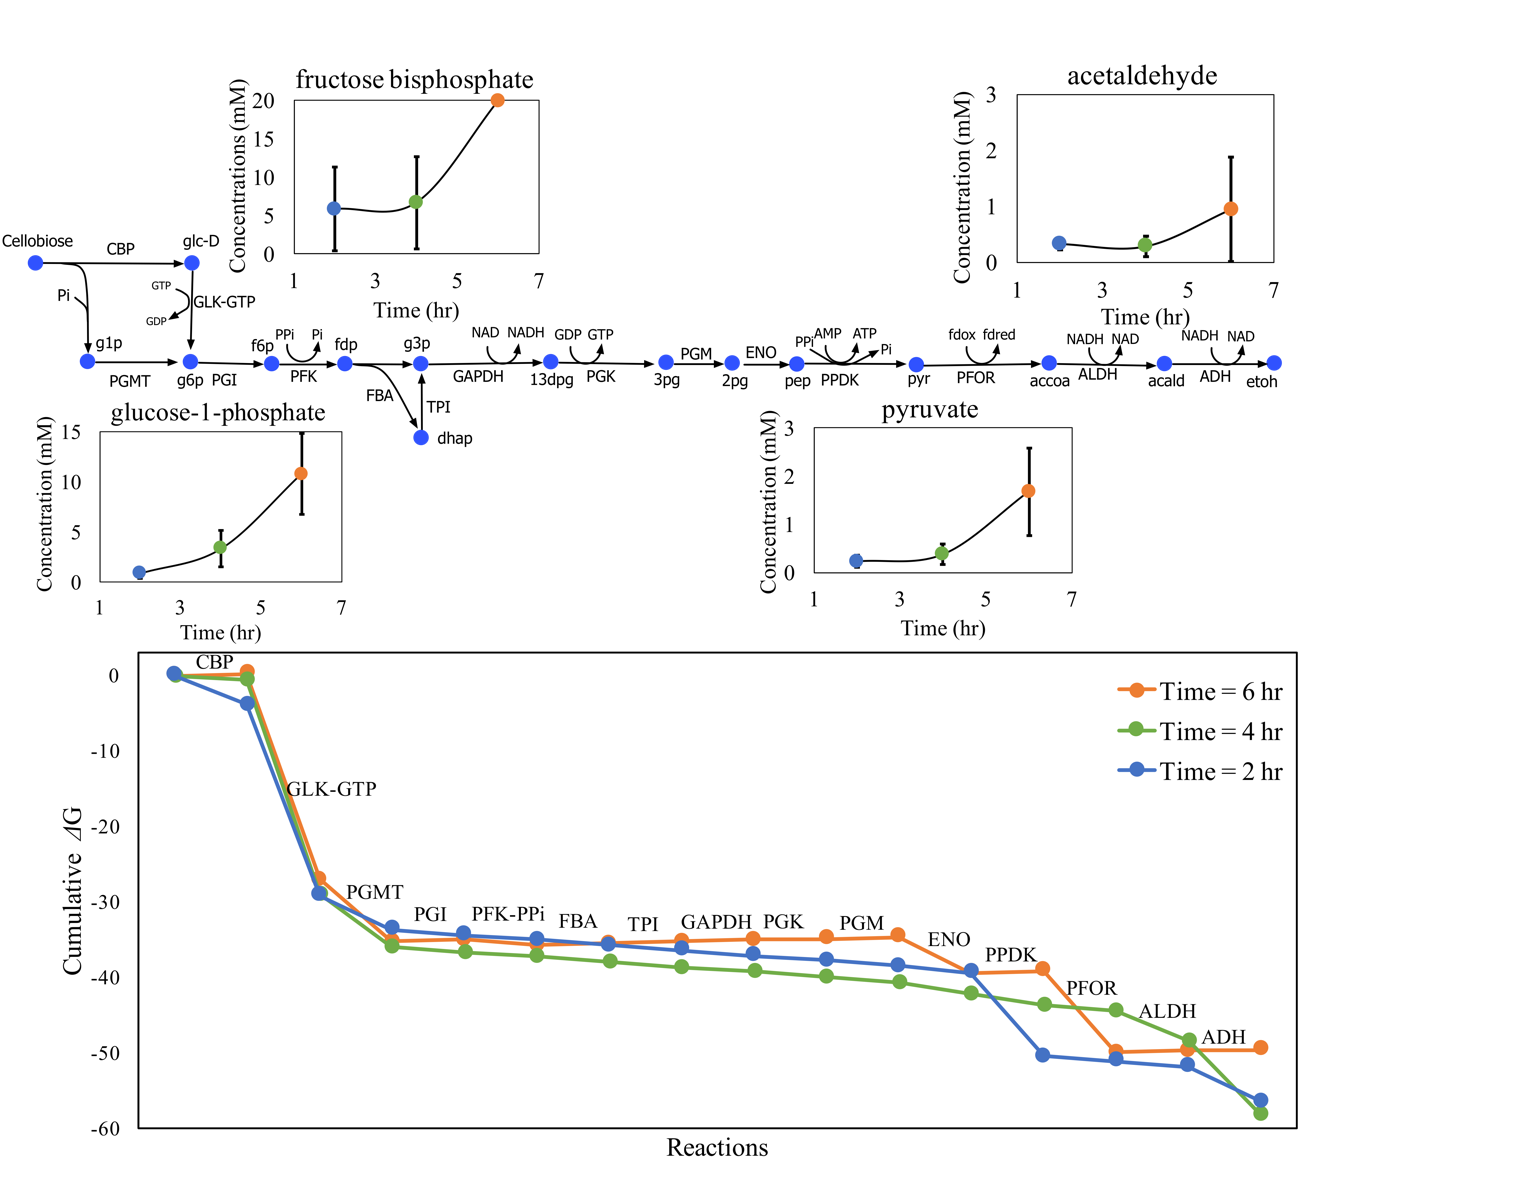 fructose bisphosphate
Concentrations (mM)
20
15
10
5
0
1 3 5 7
Time (hr)
acetaldehyde
Concentration (mM)
3
2
1
0
1 3 5 7
Time (hr)
Cellobiose
CBP
glc-D
Pi
GTP
GDP
GLK-GTP
g1p
PGMT
g6p
PGI
f6p
PPi
Pi
PFK
fdp
FBA
g3p
TPI
dhap
NAD NADH
GAPDH
13dpg
GDP GTP
PGK
3pg
PGM
2pg
ENO
pep
PPi
AMP ATP
Pi
PPDK
pyr
fdox fdred
PFOR
accoa
NADH NAD
ALDH
acald
NADH NAD
ADH
etoh
glucose-1-phosphate
Concentration (mM)
15
10
5
0
1 3 5 7
Time (hr)
pyruvate
Concentration (mM)
3
2
1
0
1 3 5 7
Time (hr)
Cumulative ΔG
0
-10
-20
-30
-40
-50
-60
CBP
GLK-GTP
PGMT
PGI
PFK-PPi
FBA
TPI
GAPDH
PGK
PGM
ENO
PPDK
PFOR
ALDH
ADH
Time = 6 hr
Time = 4 hr
Time = 2 hr
Reactions